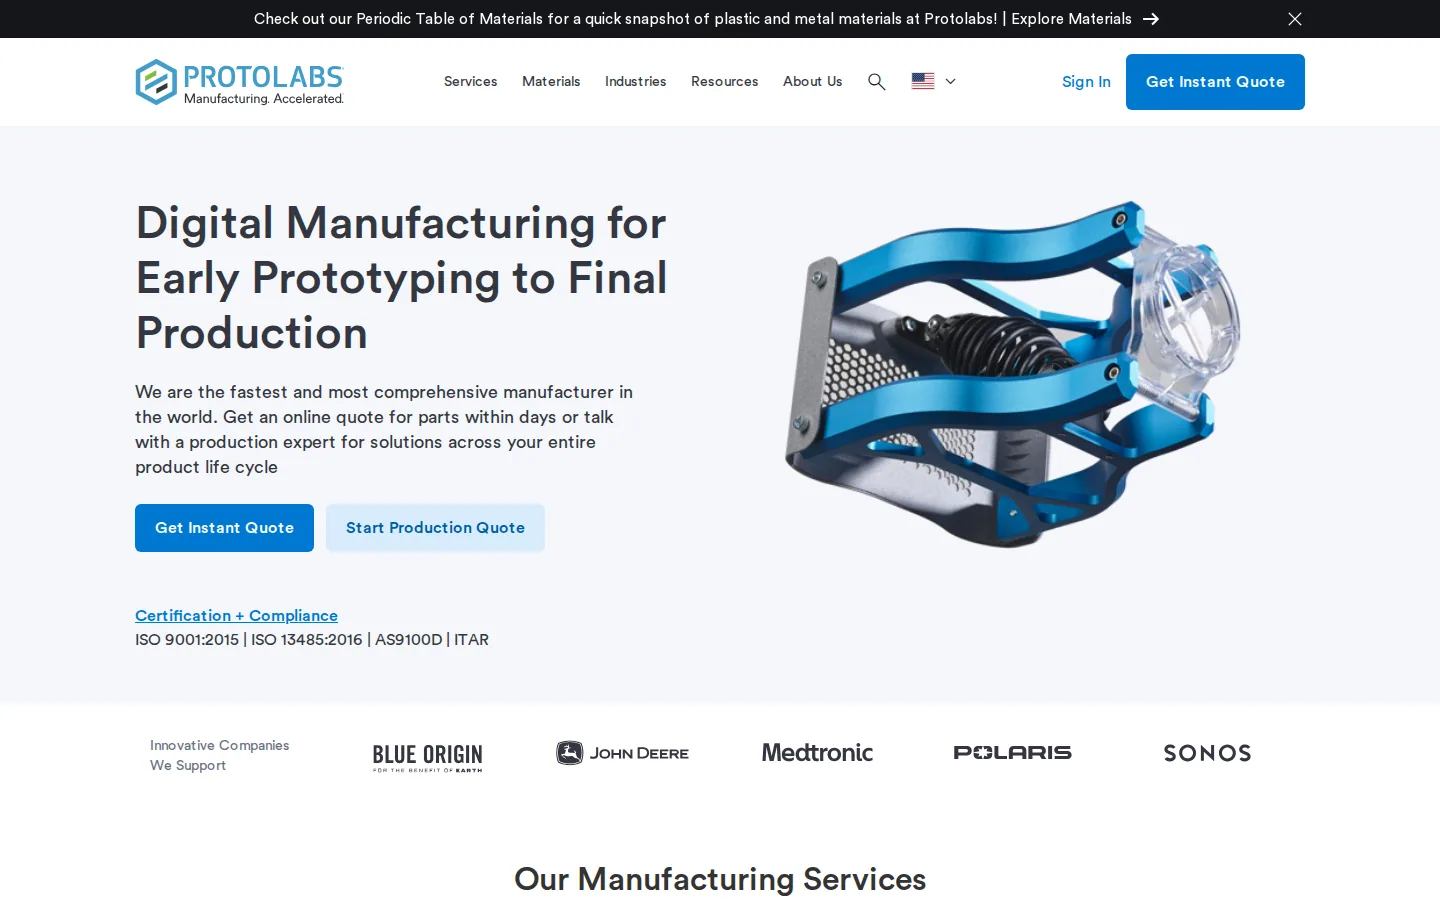 Check out our Periodic Table of Materials for a quick snapshot of plastic and metal materials at Protolabs! | Explore Materials
PROTOLABS
Manufacturing. Accelerated.
Services
Materials
Industries
Resources
About Us
Sign In
Get Instant Quote
Digital Manufacturing for
Early Prototyping to Final
Production
We are the fastest and most comprehensive manufacturer in
the world. Get an online quote for parts within days or talk
with a production expert for solutions across your entire
product life cycle
Get Instant Quote
Start Production Quote
Certification + Compliance
ISO 9001:2015 | ISO 13485:2016 | AS9100D | ITAR
Innovative Companies
We Support
BLUE ORIGIN
FOR THE BENEFIT OF EARTH
JOHN DEERE
Medtronic
POLARIS
SONOS
Our Manufacturing Services